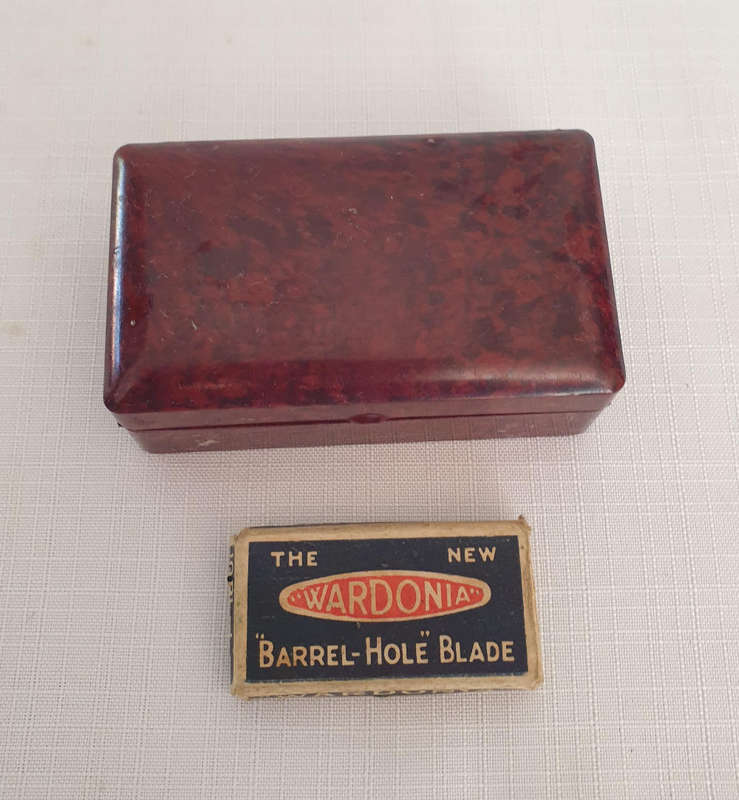 THE NEW
"WARDONIA"
"BARREL-HOLE" BLADE